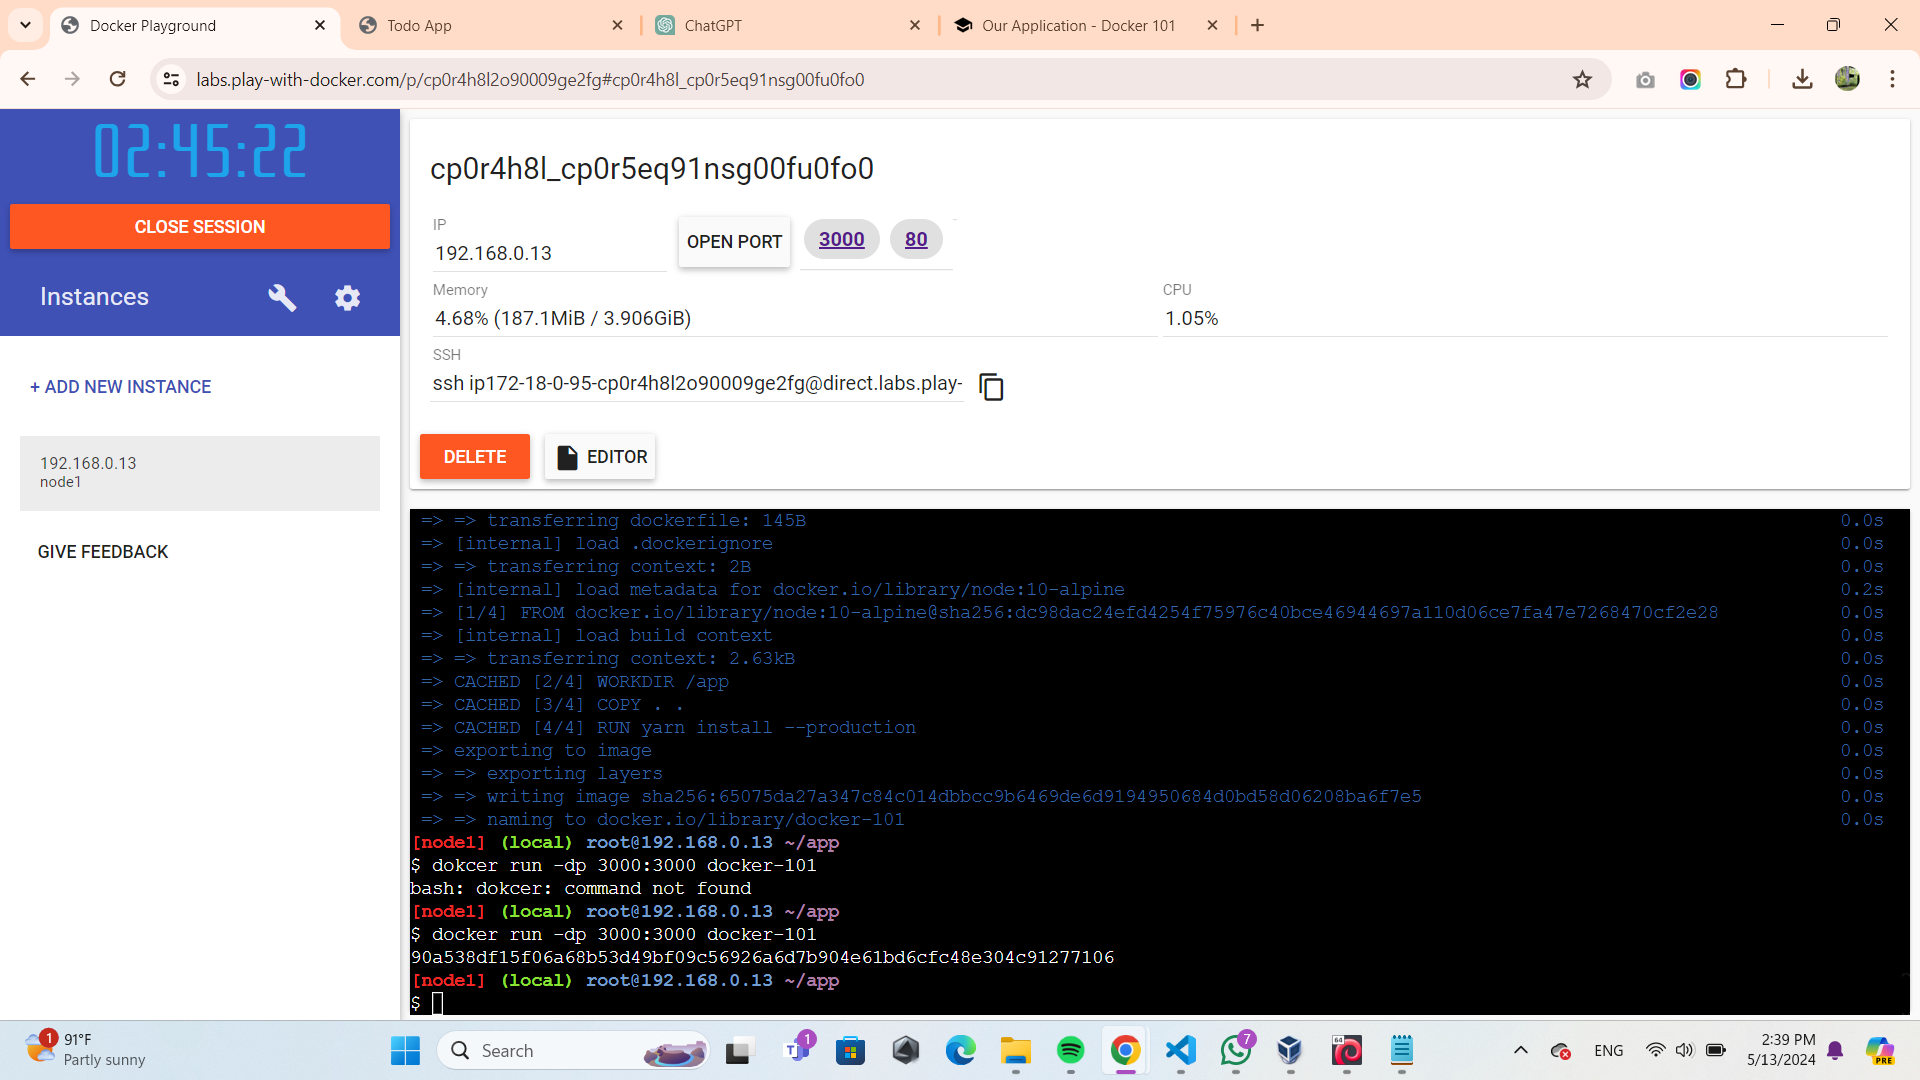 Docker Playground
Todo App
ChatGPT
Our Application - Docker 101
labs.play-with-docker.com/p/cp0r4h8l2o90009ge2fg#cp0r4h8l_cp0r5eq91nsg00fu0fo0
02:45:22
CLOSE SESSION
Instances
+ ADD NEW INSTANCE
192.168.0.13
node1
GIVE FEEDBACK
cp0r4h8l_cp0r5eq91nsg00fu0fo0
IP
192.168.0.13
OPEN PORT
3000 80
Memory
4.68% (187.1MiB / 3.906GiB)
CPU
1.05%
SSH
ssh ip172-18-0-95-cp0r4h8l2o90009ge2fg@direct.labs.play-
DELETE
EDITOR
=> => transferring dockerfile: 145B 0.0s
=> [internal] load .dockerignore 0.0s
=> => transferring context: 2B 0.0s
=> [internal] load metadata for docker.io/library/node:10-alpine 0.2s
=> [1/4] FROM docker.io/library/node:10-alpine@sha256:dc98dac24efd4254f75976c40bce46944697a110d06ce7fa47e7268470cf2e28 0.0s
=> [internal] load build context 0.0s
=> => transferring context: 2.63kB 0.0s
=> CACHED [2/4] WORKDIR /app 0.0s
=> CACHED [3/4] COPY . . 0.0s
=> CACHED [4/4] RUN yarn install --production 0.0s
=> exporting to image 0.0s
=> => exporting layers 0.0s
=> => writing image sha256:65075da27a347c84c014dbbcc9b6469de6d9194950684d0bd58d06208ba6f7e5 0.0s
=> => naming to docker.io/library/docker-101 0.0s
[node1] (local) root@192.168.0.13 ~/app
$ dokcer run -dp 3000:3000 docker-101
bash: dokcer: command not found
[node1] (local) root@192.168.0.13 ~/app
$ docker run -dp 3000:3000 docker-101
90a538df15f06a68b53d49bf09c56926a6d7b904e61bd6cfc48e304c91277106
[node1] (local) root@192.168.0.13 ~/app
$
1
91°F
Partly sunny
Search
1
7
64
ENG
2:39 PM
5/13/2024
PRE